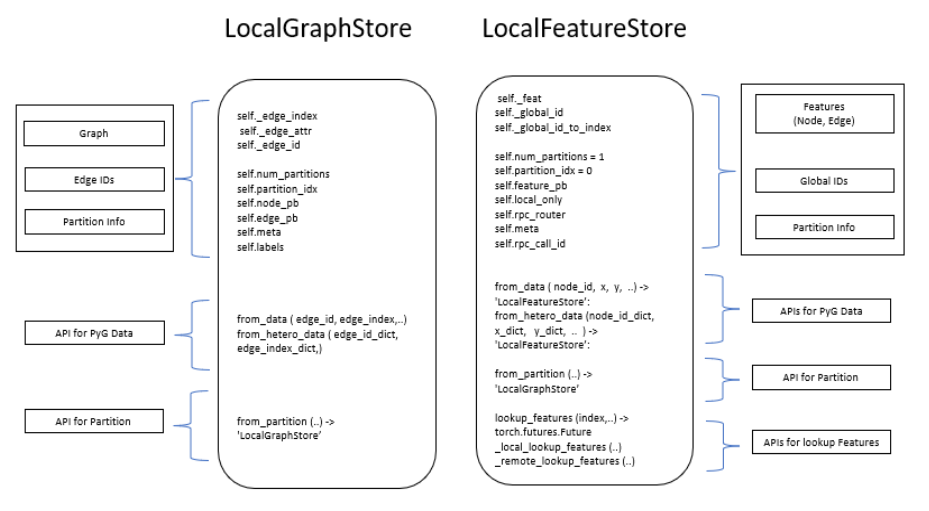 LocalGraphStore
LocalFeatureStore
Graph
Edge IDs
Partition Info
API for PyG Data
API for Partition
self._edge_index
self._edge_attr
self._edge_id
self.num_partitions
self.partition_idx
self.node_pb
self.edge_pb
self.meta
self.labels
from_data ( edge_id, edge_index,..)
from_hetero_data ( edge_id_dict,
edge_index_dict,)
from_partition (..) ->
'LocalGraphStore'
self._feat
self._global_id
self._global_id_to_index
self.num_partitions = 1
self.partition_idx = 0
self.feature_pb
self.local_only
self.rpc_router
self.meta
self.rpc_call_id
from_data ( node_id, x, y, ..) ->
'LocalFeatureStore':
from_hetero_data (node_id_dict,
x_dict, y_dict, .. ) ->
'LocalFeatureStore':
from_partition (..) ->
'LocalGraphStore'
lookup_features (index,..) ->
torch.futures.Future
_local_lookup_features (..)
_remote_lookup_features (..)
Features
(Node, Edge)
Global IDs
Partition Info
APIs for PyG Data
API for Partition
APIs for lookup Features